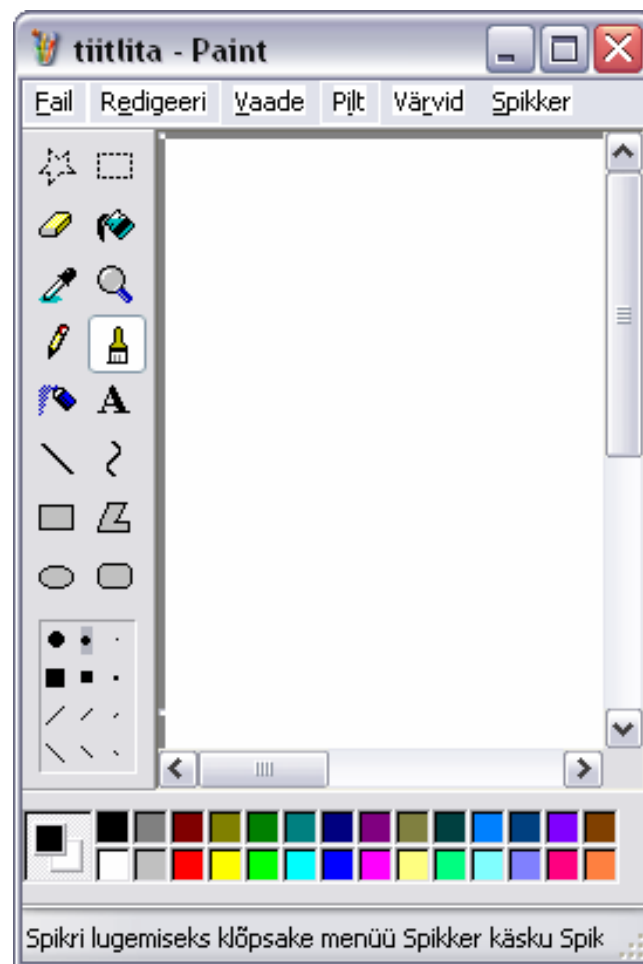 tiitlita - Paint
Fail Redigeeri Vaade Pilt Värvid Spikker
A
Spikri lugemiseks klõpsake menüü Spikker käsku Spik